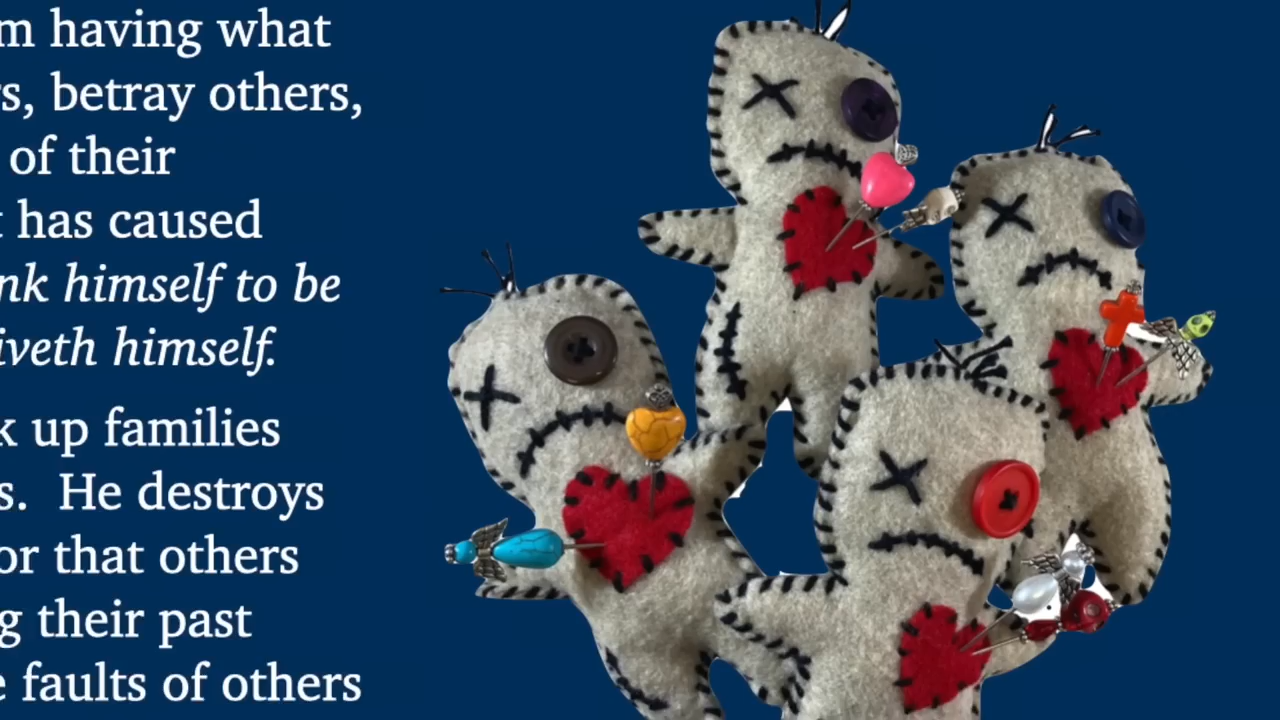 m having what
s, betray others,
of their
t has caused
nk himself to be
iveth himself.
k up families
s.  He destroys
or that others
g their past
e faults of others